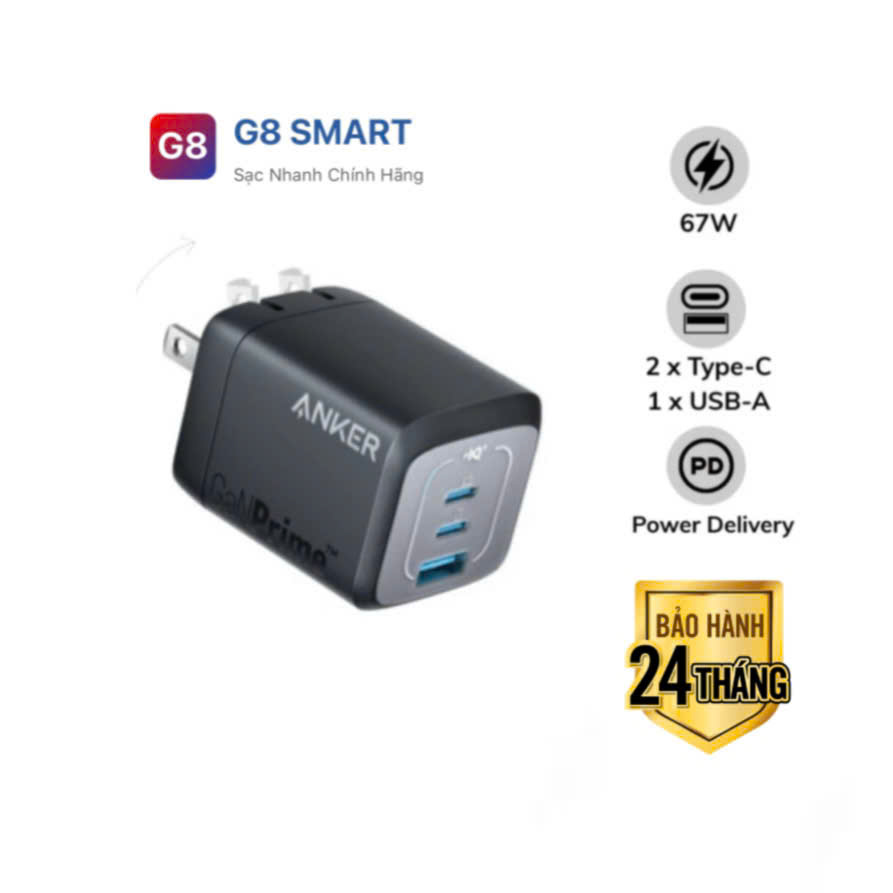 G8
G8 SMART
Sạc Nhanh Chính Hãng
67W
2 x Type-C
1 x USB-A
PD
Power Delivery
ANKER
GaNPrime™
BẢO HÀNH
24 THÁNG